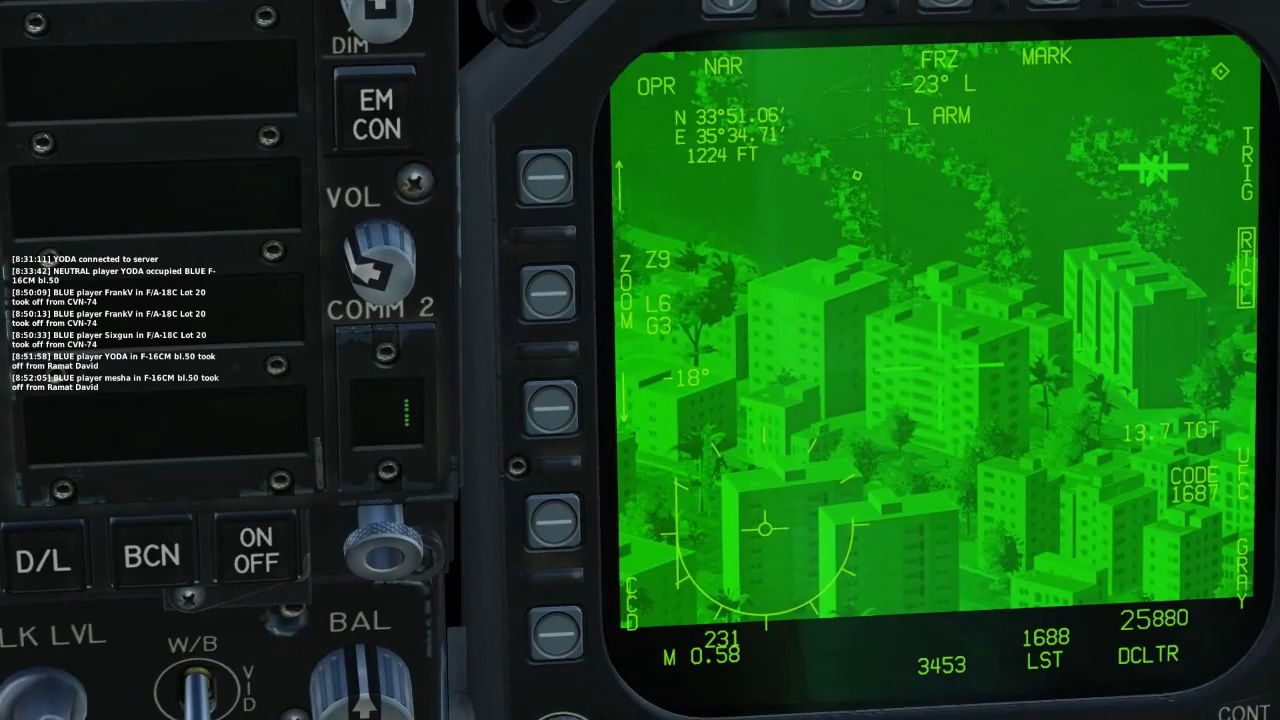 DIM
EM
CON
VOL
COMM 2
[8:31:11] YODA connected to server
[8:33:42] NEUTRAL player YODA occupied BLUE F-
16CM bl.50
[8:50:09] BLUE player FrankV in F/A-18C Lot 20
took off from CVN-74
[8:50:13] BLUE player FrankV in F/A-18C Lot 20
took off from CVN-74
[8:50:33] BLUE player Sixgun in F/A-18C Lot 20
took off from CVN-74
[8:51:58] BLUE player YODA in F-16CM bl.50 took
off from Ramat David
[8:52:05] BLUE player mesha in F-16CM bl.50 took
off from Ramat David
D/L
BCN
ON
OFF
LK LVL
W/B
VID
BAL
NAR
FRZ
MARK
OPR
-23° L
L ARM
N 33°51.06'
E 35°34.71'
1224 FT
TRIG
ZOOM
Z9
L6
G3
RTCL
-18°
13.7 TGT
CODE
1687
UFC
GRAY
CCD
231
M 0.58
3453
1688
LST
25880
DCLTR
CONT